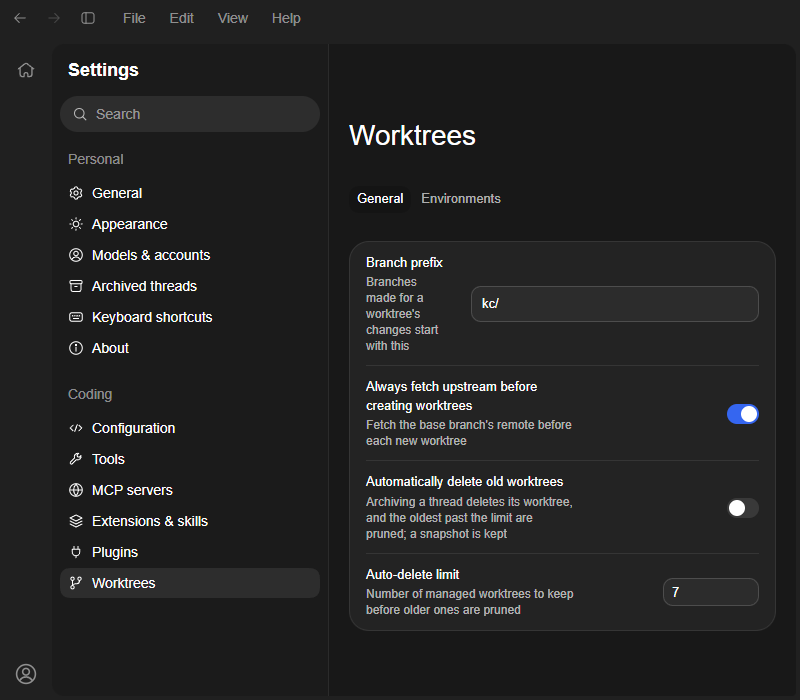 File Edit View Help
Settings
Search
Personal
General
Appearance
Models & accounts
Archived threads
Keyboard shortcuts
About
Coding
Configuration
Tools
MCP servers
Extensions & skills
Plugins
Worktrees
Worktrees
General Environments
Branch prefix
Branches
made for a
worktree's
changes start
with this
kc/
Always fetch upstream before
creating worktrees
Fetch the base branch's remote before
each new worktree
Automatically delete old worktrees
Archiving a thread deletes its worktree,
and the oldest past the limit are
pruned; a snapshot is kept
Auto-delete limit
Number of managed worktrees to keep
before older ones are pruned
7